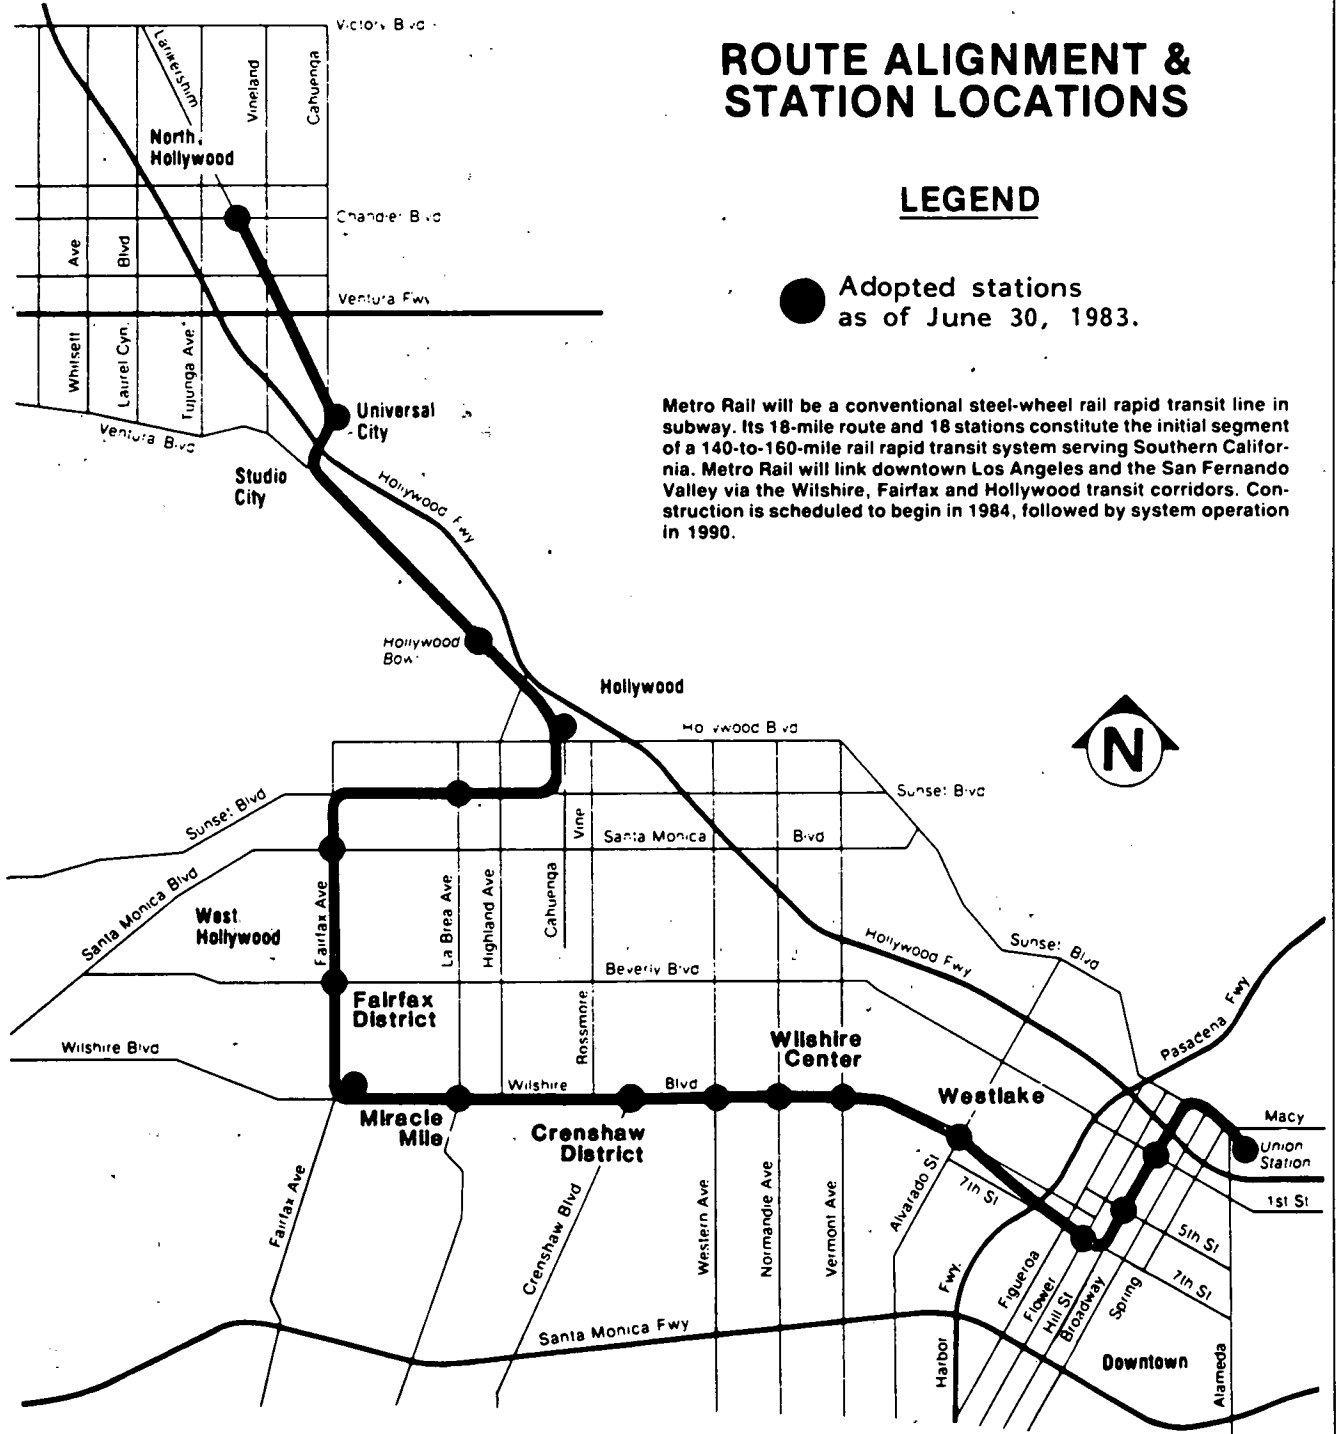 ROUTE ALIGNMENT &
STATION LOCATIONS
LEGEND
Adopted stations
as of June 30, 1983.
Metro Rail will be a conventional steel-wheel rail rapid transit line in
subway. Its 18-mile route and 18 stations constitute the initial segment
of a 140-to-160-mile rail rapid transit system serving Southern Califor-
nia. Metro Rail will link downtown Los Angeles and the San Fernando
Valley via the Wilshire, Fairfax and Hollywood transit corridors. Con-
struction is scheduled to begin in 1984, followed by system operation
in 1990.
Victory Blvd
Lankershim
Vineland
Cahuenga
North
Hollywood
Chandler Blvd
Whitsett Ave
Laurel Cyn. Blvd
Tujunga Ave
Ventura Fwy
Ventura Blvd
Universal
City
Studio
City
Hollywood Fwy
Hollywood
Bowl
Hollywood
Hollywood Blvd
N
Sunset Blvd
Sunset Blvd
Santa Monica Blvd
Vine
Santa Monica Blvd
West
Hollywood
Fairfax Ave
La Brea Ave
Highland Ave
Cahuenga
Hollywood Fwy
Sunset Blvd
Beverly Blvd
Fairfax
District
Rossmore
Pasadena Fwy
Wilshire Blvd
Wilshire Blvd
Wilshire
Center
Westlake
Miracle
Mile
Crenshaw
District
Macy
Union
Station
1st St
Fairfax Ave
Crenshaw Blvd
Western Ave
Normandie Ave
Vermont Ave
Alvarado St
7th St
5th St
7th St
Figueroa
Flower
Hill St
Broadway
Spring
Santa Monica Fwy
Harbor Fwy.
Downtown
Alameda